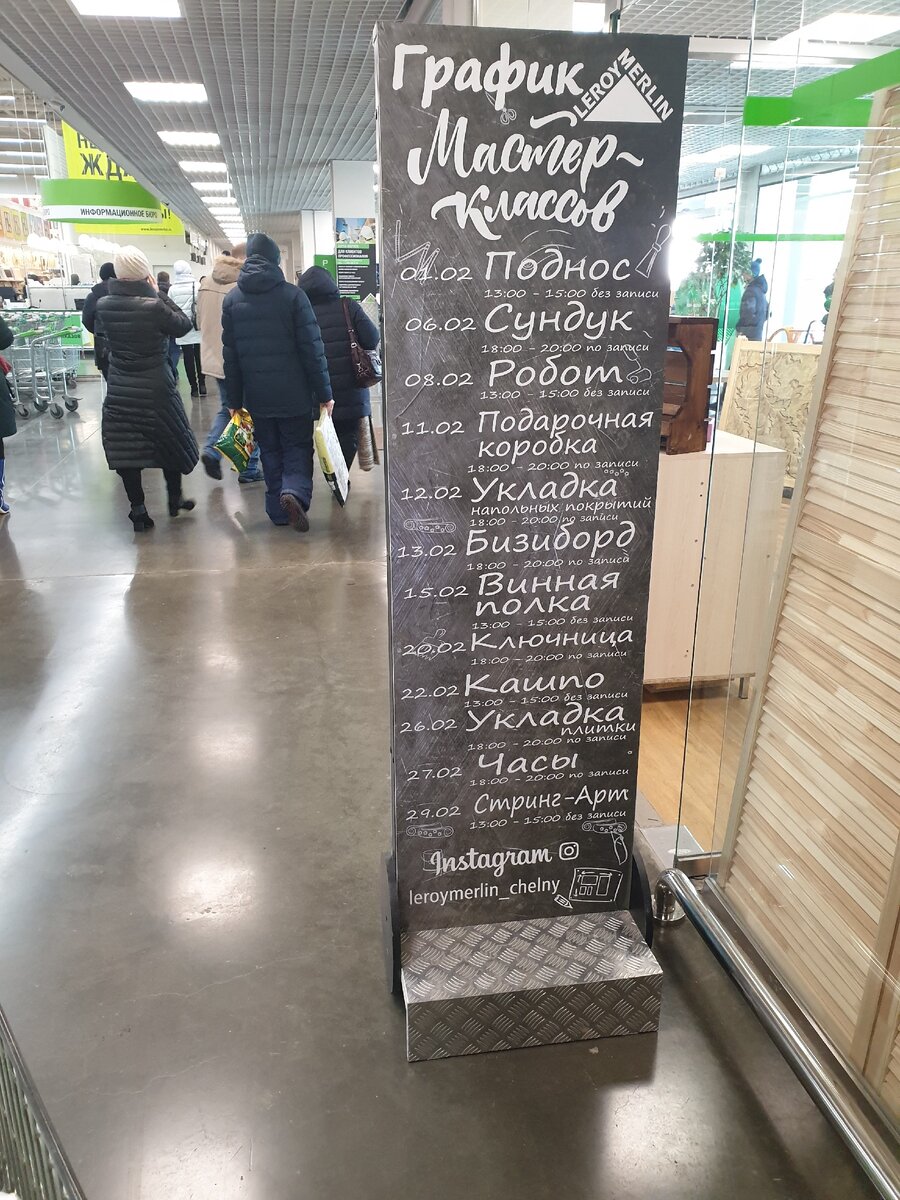 График
LEROY MERLIN
Мастер-
классов
01.02 Поднос
13:00 - 15:00 без записи
06.02 Сундук
18:00 - 20:00 по записи
08.02 Робот
13:00 - 15:00 без записи
11.02 Подарочная
коробка
18:00 - 20:00 по записи
12.02 Укладка
напольных покрытий
18:00 - 20:00 по записи
13.02 Бизиборд
18:00 - 20:00 по записи
15.02 Винная
полка
13:00 - 15:00 без записи
20.02 Ключница
18:00 - 20:00 по записи
22.02 Кашпо
13:00 - 15:00 без записи
26.02 Укладка
плитки
18:00 - 20:00 по записи
27.02 Часы
18:00 - 20:00 по записи
29.02 Стринг-Арт
13:00 - 15:00 без записи
Instagram
leroymerlin_chelny
ИНФОРМАЦИОННОЕ БЮРО